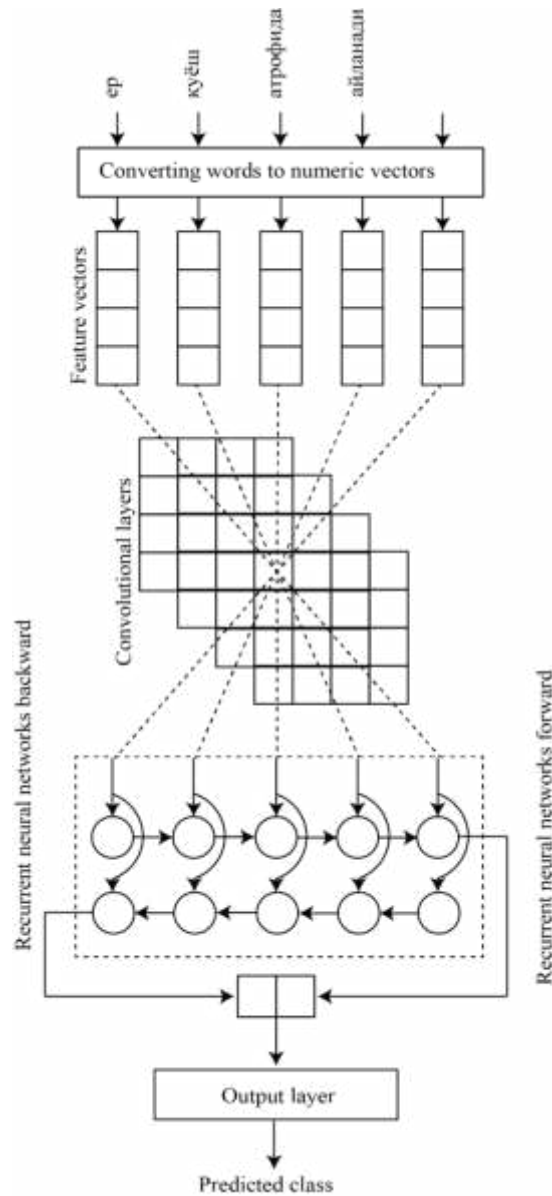 ер
куёш
атрофида
айланади
Converting words to numeric vectors
Feature vectors
Convolutional layers
Recurrent neural networks backward
Recurrent neural networks forward
Output layer
Predicted class